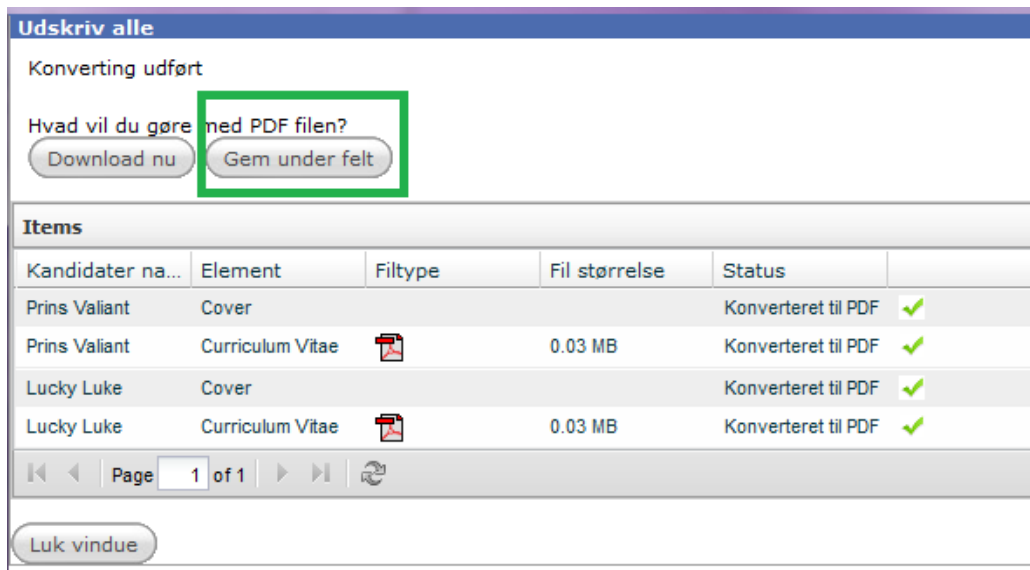 Udskriv alle
Konverting udført
Hvad vil du gøre med PDF filen?
Download nu Gem under felt
Items
Kandidater na... Element Filtype Fil størrelse Status
Prins Valiant Cover Konverteret til PDF
Prins Valiant Curriculum Vitae 0.03 MB Konverteret til PDF
Lucky Luke Cover Konverteret til PDF
Lucky Luke Curriculum Vitae 0.03 MB Konverteret til PDF
Page 1 of 1
Luk vindue